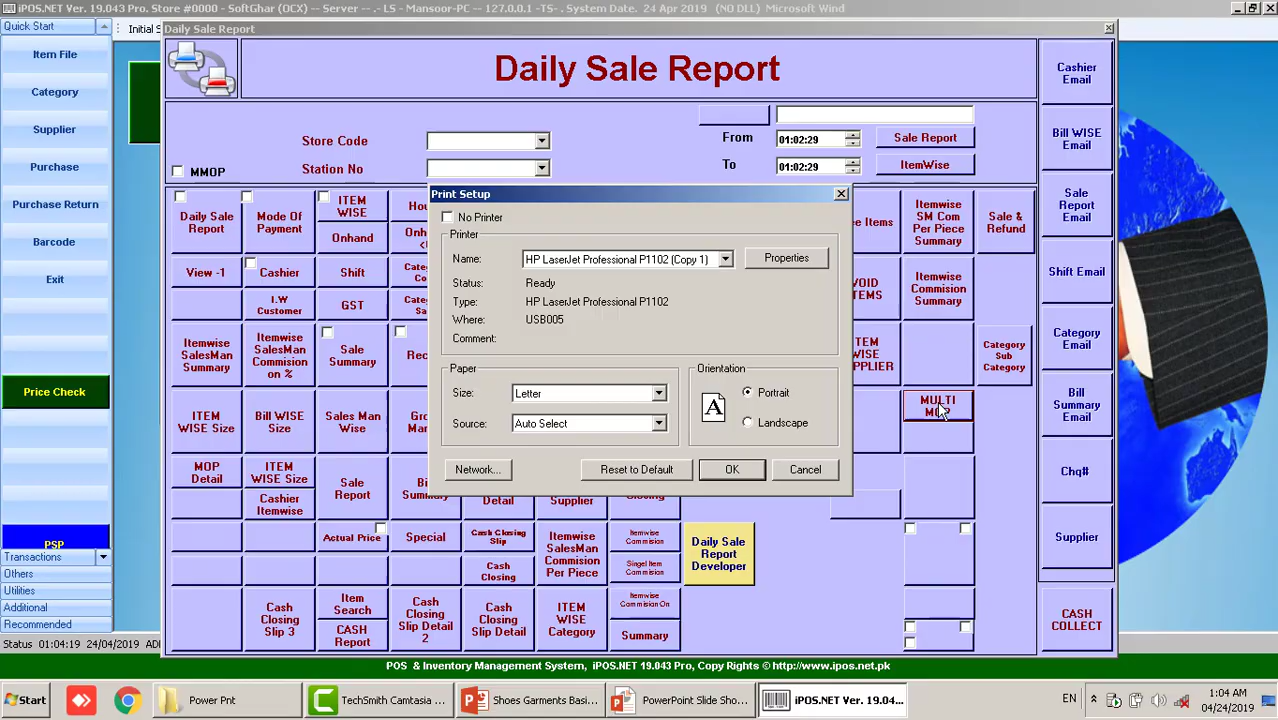 iPOS.NET Ver. 19.043 Pro. Store #0000 - SoftGhar (OCX) -- Server -- . - LS - Mansoor-PC -- 127.0.0.1 -TS- . System Date. 24 Apr 2019 (NO DLL) Microsoft Wind
Quick Start
Initial S
Item File
Category
Supplier
Purchase
Purchase Return
Barcode
Exit
Price Check
PSP
Transactions
Others
Utilities
Additional
Recommended
Daily Sale Report
Daily Sale Report
Store Code
Station No
MMOP
From
01:02:29
Sale Report
To
01:02:29
ItemWise
Cashier Email
Bill WISE Email
Sale Report Email
Shift Email
Category Email
Bill Summary Email
Chq#
Supplier
CASH COLLECT
Daily Sale Report
Mode Of Payment
ITEM WISE
Onhand
View -1
Cashier
Shift
I.W Customer
GST
Itemwise SalesMan Summary
Itemwise SalesMan Commision on %
Sale Summary
ITEM WISE Size
Bill WISE Size
Sales Man Wise
MOP Detail
ITEM WISE Size
Cashier Itemwise
Sale Report
Detail
Supplier
Closing
Actual Price
Special
Cash Closing Slip
Cash Closing
Itemwise SalesMan Commision Per Piece
Itemwise Commision
Singel Item Commision
Daily Sale Report Developer
Cash Closing Slip 3
Item Search
CASH Report
Cash Closing Slip Detail 2
Cash Closing Slip Detail
ITEM WISE Category
Itemwise Commision On
Summary
Itemwise SM Com Per Piece Summary
Sale & Refund
Itemwise Commision Summary
Category Sub Category
MULTI
Print Setup
No Printer
Printer
Name:
HP LaserJet Professional P1102 (Copy 1)
Properties
Status:
Ready
Type:
HP LaserJet Professional P1102
Where:
USB005
Comment:
Paper
Size:
Letter
Source:
Auto Select
Orientation
A
Portrait
Landscape
Network...
Reset to Default
OK
Cancel
Status 01:04:19 24/04/2019
POS & Inventory Management System, iPOS.NET 19.043 Pro, Copy Rights © http://www.ipos.net.pk
Start
Power Pnt
TechSmith Camtasia ...
Shoes Garments Basi...
PowerPoint Slide Sho...
iPOS.NET Ver. 19.04...
EN
1:04 AM
04/24/2019